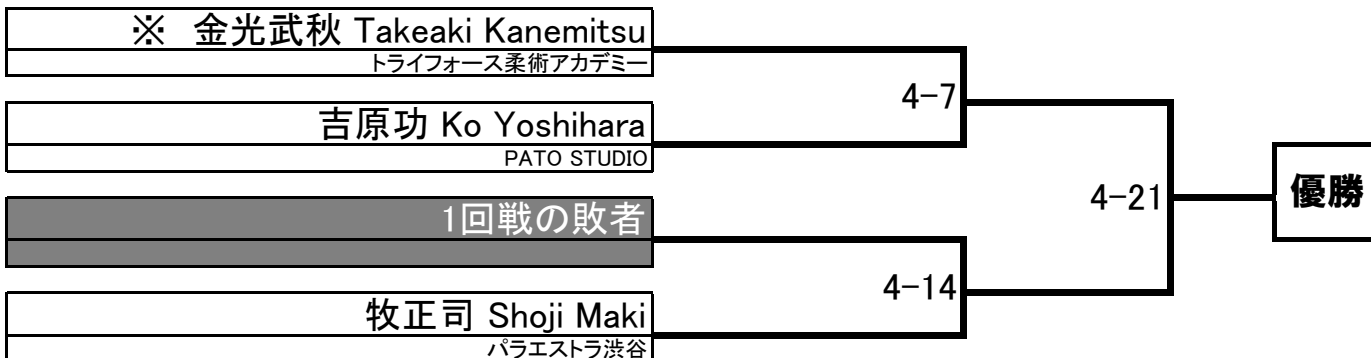 ※ 金光武秋 Takeaki Kanemitsu
トライフォース柔術アカデミー
4-7
吉原功 Ko Yoshihara
PATO STUDIO
4-21
優勝
1回戦の敗者
4-14
牧正司 Shoji Maki
パラエストラ渋谷